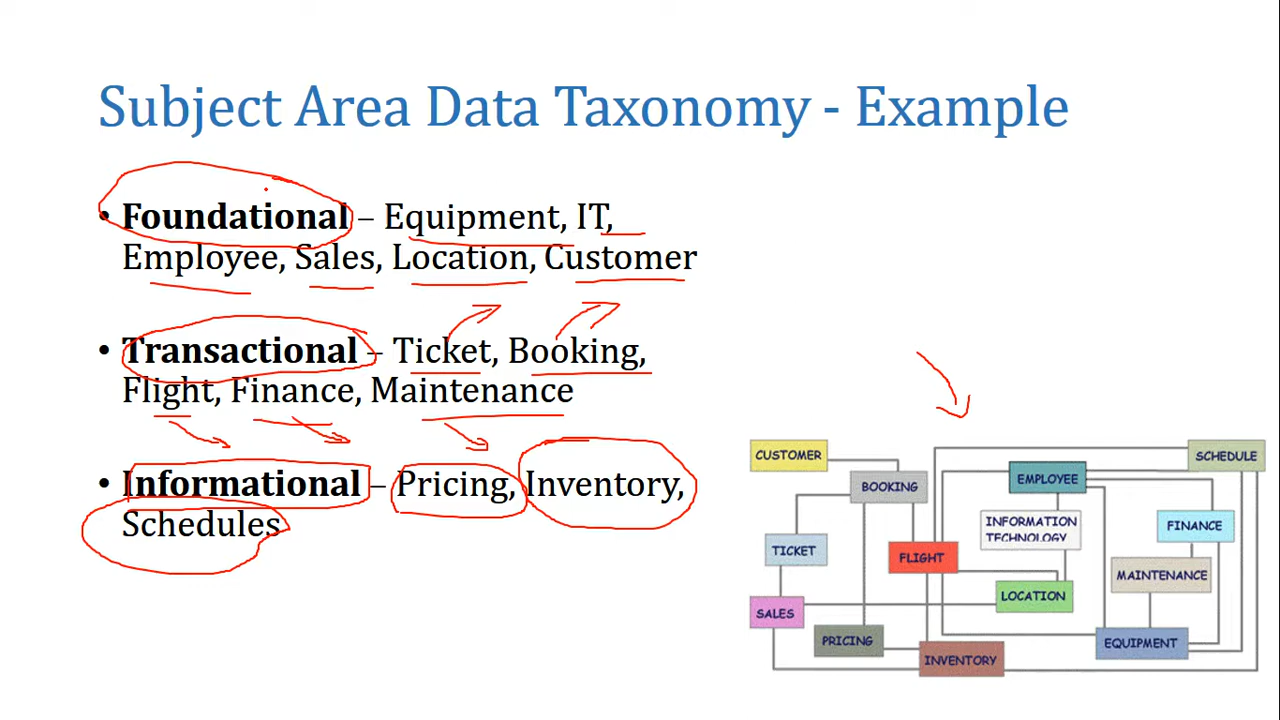 Subject Area Data Taxonomy - Example
• Foundational – Equipment, IT,
Employee, Sales, Location, Customer
• Transactional – Ticket, Booking,
Flight, Finance, Maintenance
• Informational – Pricing, Inventory,
Schedules
CUSTOMER
SCHEDULE
BOOKING
EMPLOYEE
INFORMATION
TECHNOLOGY
FINANCE
TICKET
FLIGHT
MAINTENANCE
LOCATION
SALES
PRICING
EQUIPMENT
INVENTORY